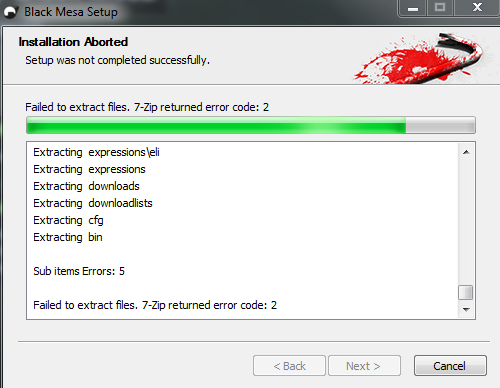 Black Mesa Setup
Installation Aborted
Setup was not completed successfully.
Failed to extract files. 7-Zip returned error code: 2
Extracting expressions\eli
Extracting expressions
Extracting downloads
Extracting downloadlists
Extracting cfg
Extracting bin
Sub items Errors: 5
Failed to extract files. 7-Zip returned error code: 2
< Back
Next >
Cancel